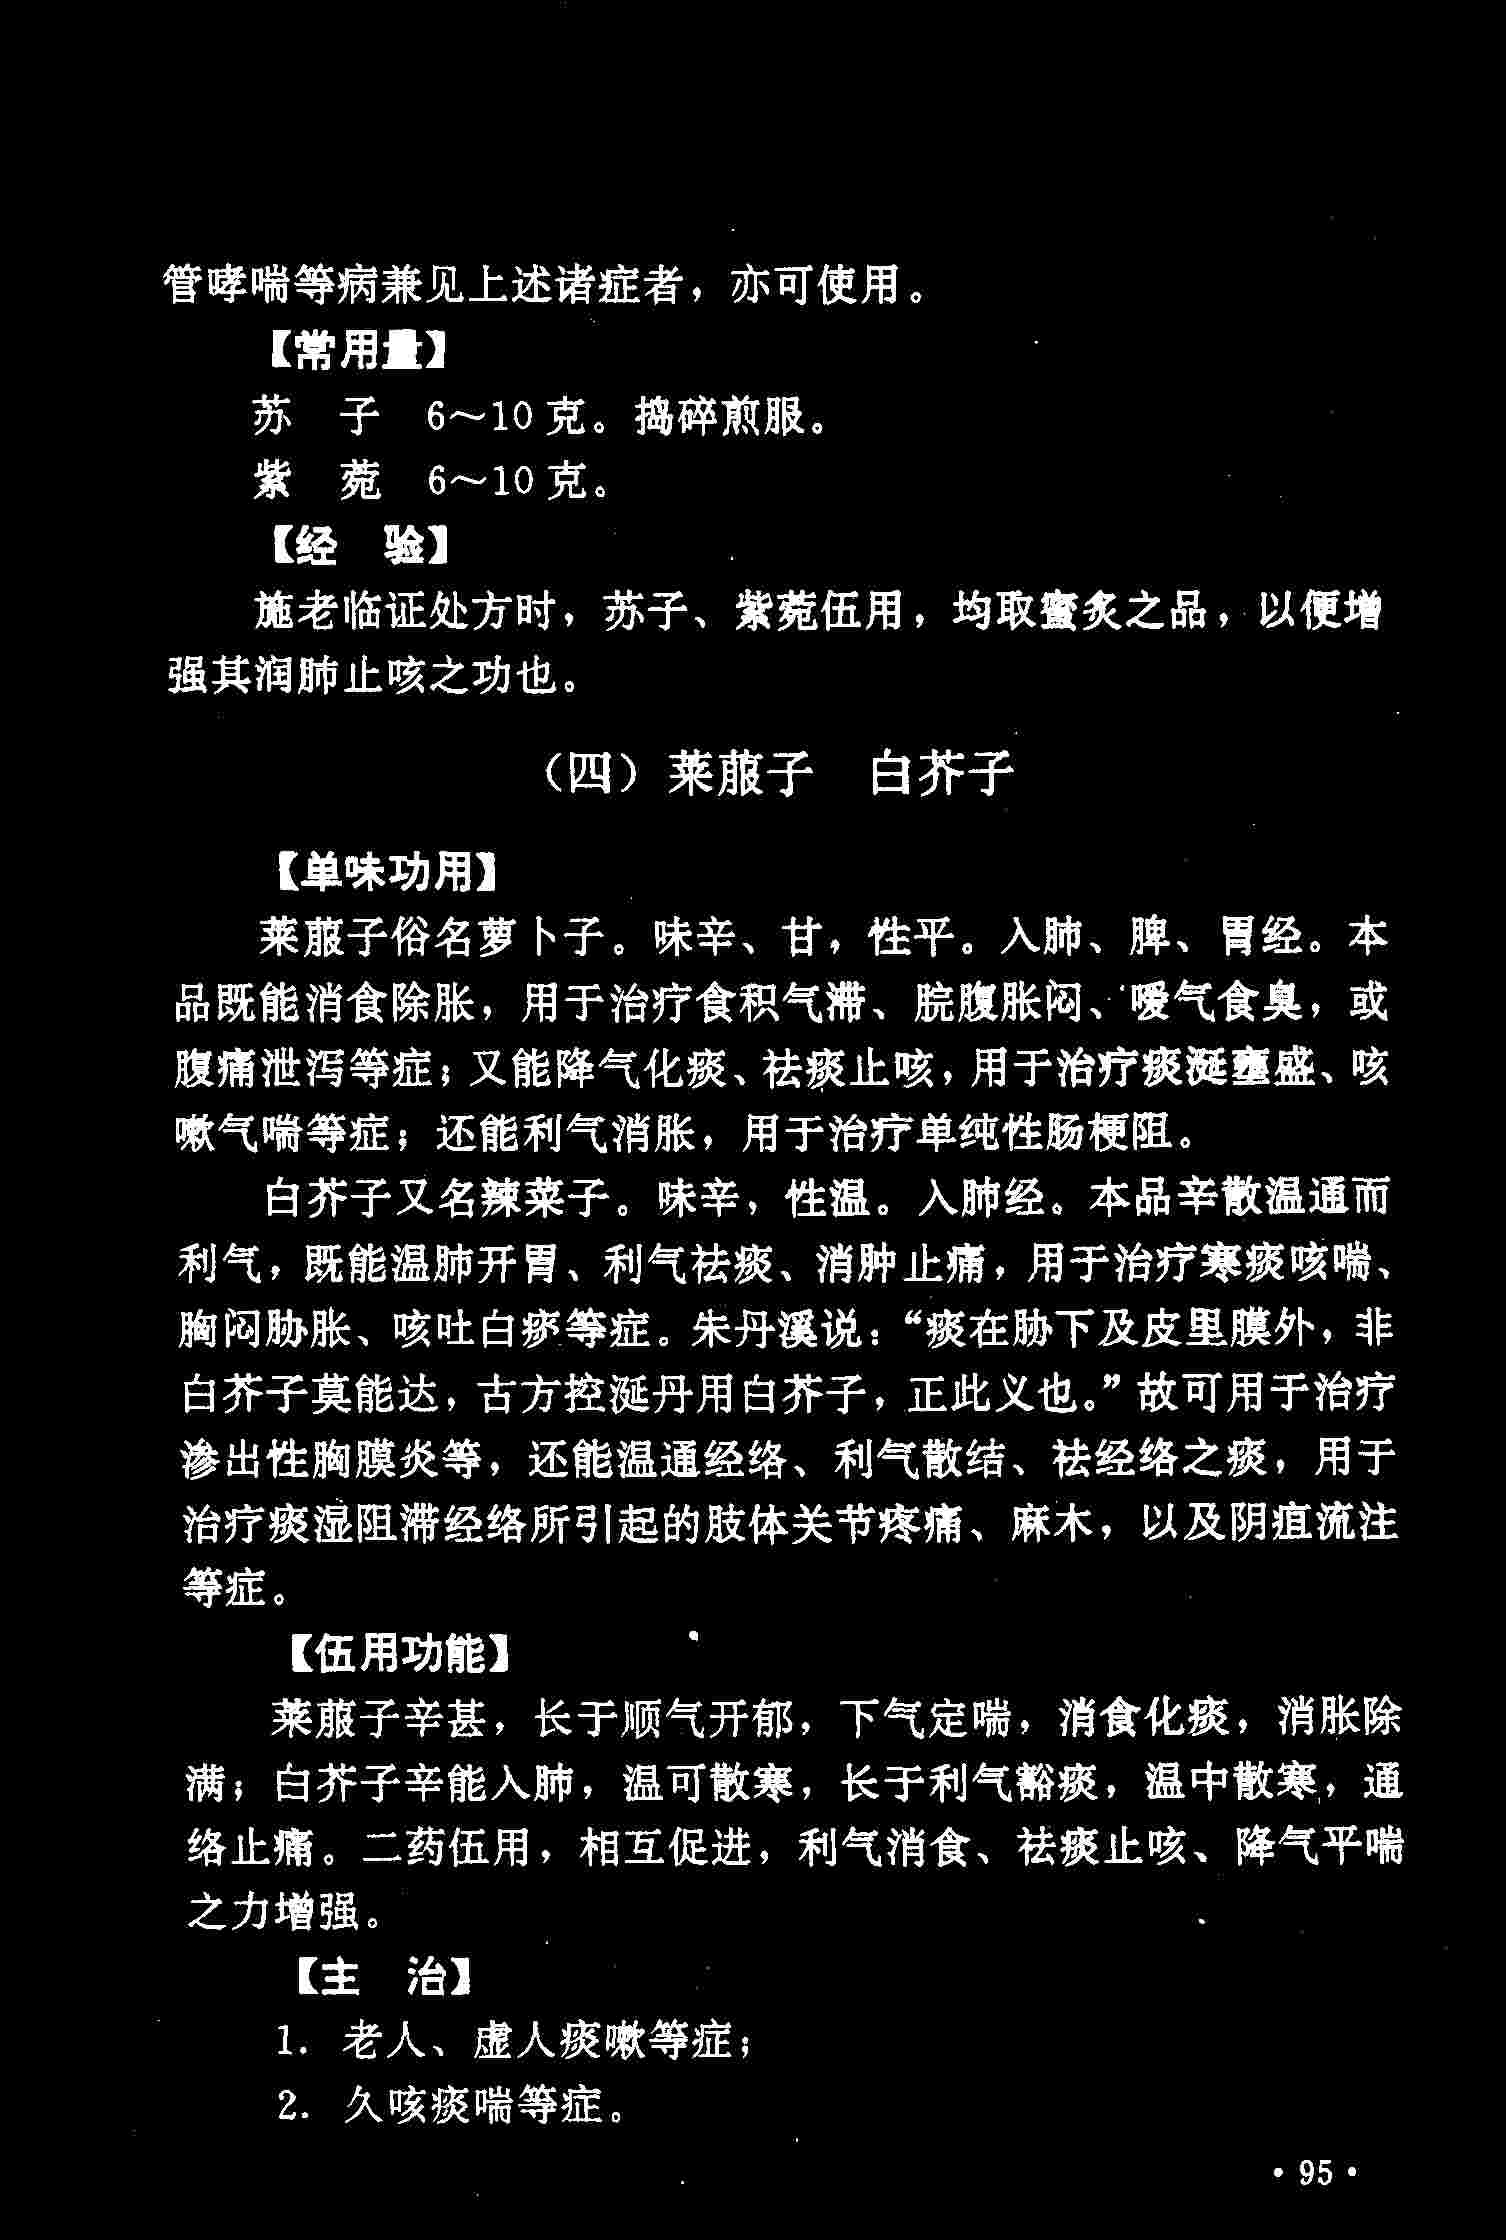 管哮喘等病兼见上述诸症者，亦可使用。
【常用量】
苏　子　6～10克。捣碎煎服。
紫　菀　6～10克。
【经　验】
施老临证处方时，苏子、紫菀伍用，均取蜜炙之品，以便增
强其润肺止咳之功也。
（四）莱菔子　白芥子
【单味功用】
莱菔子俗名萝卜子。味辛、甘，性平。入肺、脾、胃经。本
品既能消食除胀，用于治疗食积气滞、脘腹胀闷、嗳气食臭，或
腹痛泄泻等症；又能降气化痰、祛痰止咳，用于治疗痰涎壅盛、咳
嗽气喘等症；还能利气消胀，用于治疗单纯性肠梗阻。
白芥子又名辣菜子。味辛，性温。入肺经。本品辛散温通而
利气，既能温肺开胃、利气祛痰、消肿止痛，用于治疗寒痰咳喘、
胸闷胁胀、咳吐白痰等症。朱丹溪说：“痰在胁下及皮里膜外，非
白芥子莫能达，古方控涎丹用白芥子，正此义也。”故可用于治疗
渗出性胸膜炎等，还能温通经络、利气散结、祛经络之痰，用于
治疗痰湿阻滞经络所引起的肢体关节疼痛、麻木，以及阴疽流注
等症。
【伍用功能】
莱菔子辛甚，长于顺气开郁，下气定喘，消食化痰，消胀除
满；白芥子辛能入肺，温可散寒，长于利气豁痰，温中散寒，通
络止痛。二药伍用，相互促进，利气消食、祛痰止咳、降气平喘
之力增强。
【主　治】
1. 老人、虚人痰嗽等症；
2. 久咳痰喘等症。
·95·